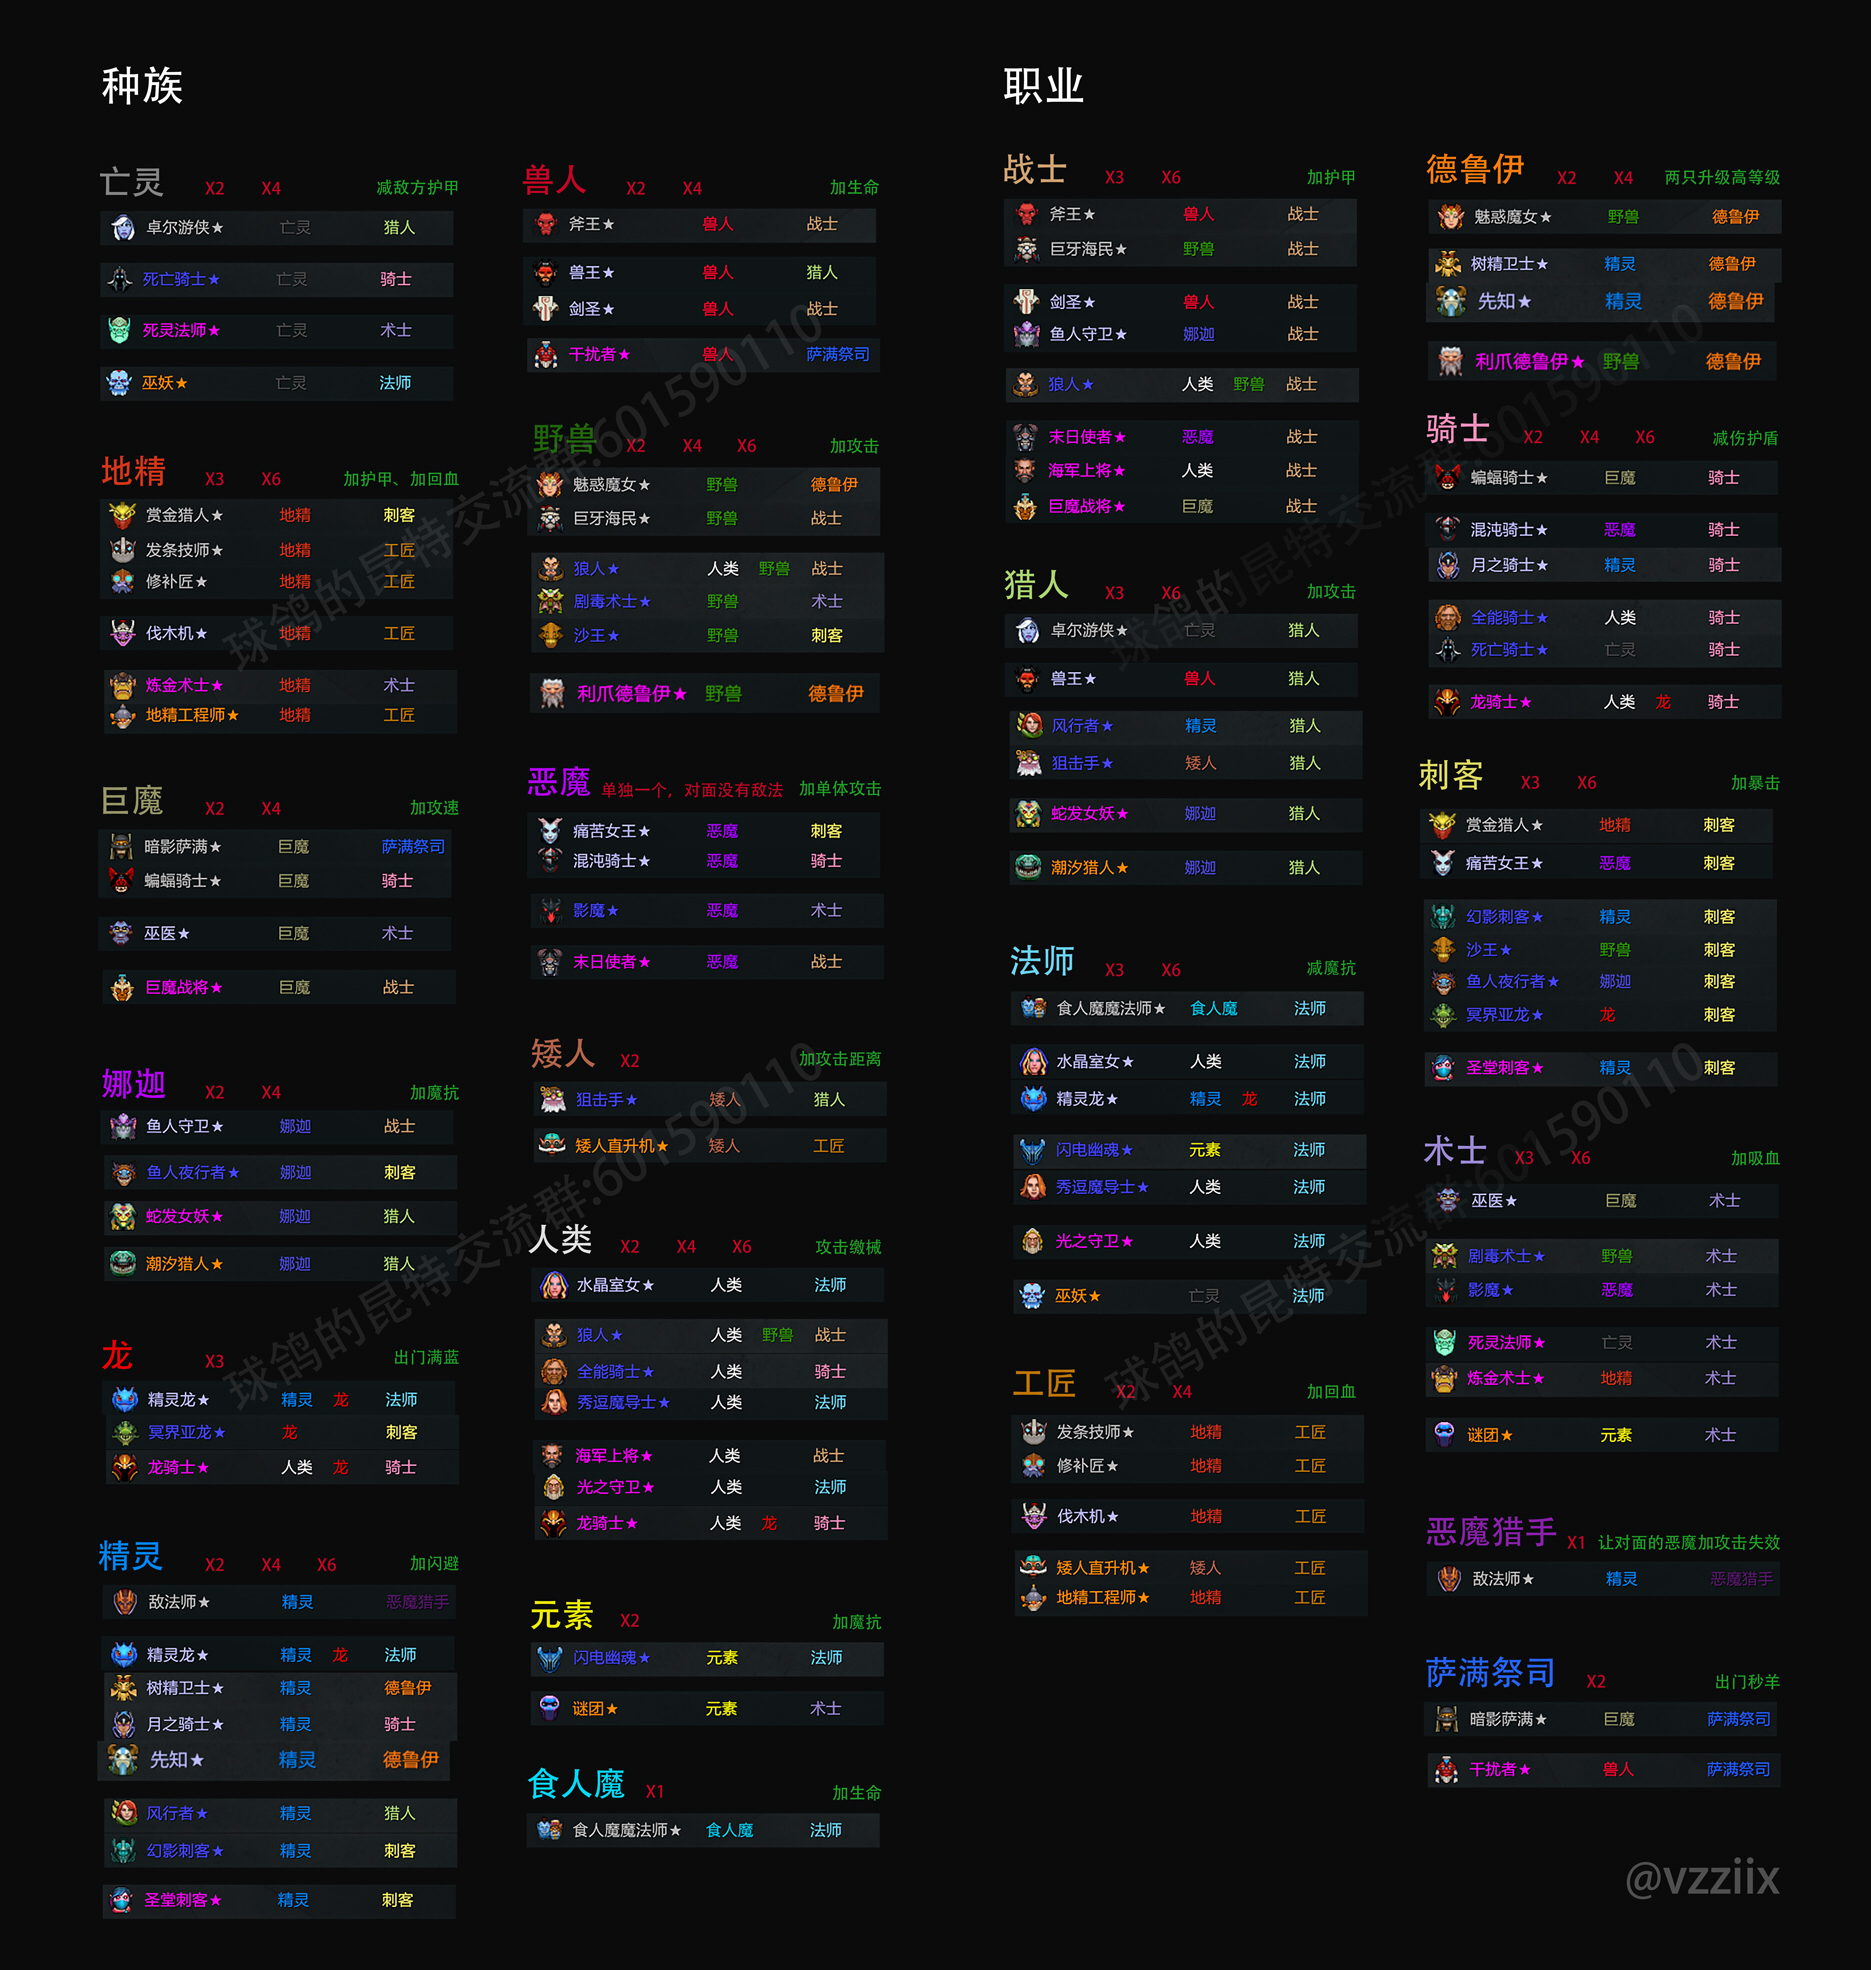 种族
亡灵 X2 X4 减敌方护甲
卓尔游侠★ 亡灵 猎人
死亡骑士★ 亡灵 骑士
死灵法师★ 亡灵 术士
巫妖★ 亡灵 法师
地精 X3 X6 加护甲、加回血
赏金猎人★ 地精 刺客
发条技师★ 地精 工匠
修补匠★ 地精 工匠
伐木机★ 地精 工匠
炼金术士★ 地精 术士
地精工程师★ 地精 工匠
巨魔 X2 X4 加攻速
暗影萨满★ 巨魔 萨满祭司
蝙蝠骑士★ 巨魔 骑士
巫医★ 巨魔 术士
巨魔战将★ 巨魔 战士
娜迦 X2 X4 加魔抗
鱼人守卫★ 娜迦 战士
鱼人夜行者★ 娜迦 刺客
蛇发女妖★ 娜迦 猎人
潮汐猎人★ 娜迦 猎人
龙 X3 出门满蓝
精灵龙★ 精灵 龙 法师
冥界亚龙★ 龙 刺客
龙骑士★ 人类 龙 骑士
精灵 X2 X4 X6 加闪避
敌法师★ 精灵 恶魔猎手
精灵龙★ 精灵 龙 法师
树精卫士★ 精灵 德鲁伊
月之骑士★ 精灵 骑士
先知★ 精灵 德鲁伊
风行者★ 精灵 猎人
幻影刺客★ 精灵 刺客
圣堂刺客★ 精灵 刺客
兽人 X2 X4 加生命
斧王★ 兽人 战士
兽王★ 兽人 猎人
剑圣★ 兽人 战士
干扰者★ 兽人 萨满祭司
野兽 X2 X4 X6 加攻击
魅惑魔女★ 野兽 德鲁伊
巨牙海民★ 野兽 战士
狼人★ 人类 野兽 战士
剧毒术士★ 野兽 术士
沙王★ 野兽 刺客
利爪德鲁伊★ 野兽 德鲁伊
恶魔 单独一个，对面没有敌法 加单体攻击
痛苦女王★ 恶魔 刺客
混沌骑士★ 恶魔 骑士
影魔★ 恶魔 术士
末日使者★ 恶魔 战士
矮人 X2 加攻击距离
狙击手★ 矮人 猎人
矮人直升机★ 矮人 工匠
人类 X2 X4 X6 攻击缴械
水晶室女★ 人类 法师
狼人★ 人类 野兽 战士
全能骑士★ 人类 骑士
秀逗魔导士★ 人类 法师
海军上将★ 人类 战士
光之守卫★ 人类 法师
龙骑士★ 人类 龙 骑士
元素 X2 加魔抗
闪电幽魂★ 元素 法师
谜团★ 元素 术士
食人魔 X1 加生命
食人魔魔法师★ 食人魔 法师
职业
战士 X3 X6 加护甲
斧王★ 兽人 战士
巨牙海民★ 野兽 战士
剑圣★ 兽人 战士
鱼人守卫★ 娜迦 战士
狼人★ 人类 野兽 战士
末日使者★ 恶魔 战士
海军上将★ 人类 战士
巨魔战将★ 巨魔 战士
猎人 X3 X6 加攻击
卓尔游侠★ 亡灵 猎人
兽王★ 兽人 猎人
风行者★ 精灵 猎人
狙击手★ 矮人 猎人
蛇发女妖★ 娜迦 猎人
潮汐猎人★ 娜迦 猎人
法师 X3 X6 减魔抗
食人魔魔法师★ 食人魔 法师
水晶室女★ 人类 法师
精灵龙★ 精灵 龙 法师
闪电幽魂★ 元素 法师
秀逗魔导士★ 人类 法师
光之守卫★ 人类 法师
巫妖★ 亡灵 法师
工匠 X2 X4 加回血
发条技师★ 地精 工匠
修补匠★ 地精 工匠
伐木机★ 地精 工匠
矮人直升机★ 矮人 工匠
地精工程师★ 地精 工匠
德鲁伊 X2 X4 两只升级高等级
魅惑魔女★ 野兽 德鲁伊
树精卫士★ 精灵 德鲁伊
先知★ 精灵 德鲁伊
利爪德鲁伊★ 野兽 德鲁伊
骑士 X2 X4 X6 减伤护盾
蝙蝠骑士★ 巨魔 骑士
混沌骑士★ 恶魔 骑士
月之骑士★ 精灵 骑士
全能骑士★ 人类 骑士
死亡骑士★ 亡灵 骑士
龙骑士★ 人类 龙 骑士
刺客 X3 X6 加暴击
赏金猎人★ 地精 刺客
痛苦女王★ 恶魔 刺客
幻影刺客★ 精灵 刺客
沙王★ 野兽 刺客
鱼人夜行者★ 娜迦 刺客
冥界亚龙★ 龙 刺客
圣堂刺客★ 精灵 刺客
术士 X3 X6 加吸血
巫医★ 巨魔 术士
剧毒术士★ 野兽 术士
影魔★ 恶魔 术士
死灵法师★ 亡灵 术士
炼金术士★ 地精 术士
谜团★ 元素 术士
恶魔猎手 X1 让对面的恶魔加攻击失效
敌法师★ 精灵 恶魔猎手
萨满祭司 X2 出门秒羊
暗影萨满★ 巨魔 萨满祭司
干扰者★ 兽人 萨满祭司
@vzziix
球鸽的昆特交流群:601590110
球鸽的昆特交流群:601590110
球鸽的昆特交流群:601590110
球鸽的昆特交流群:601590110